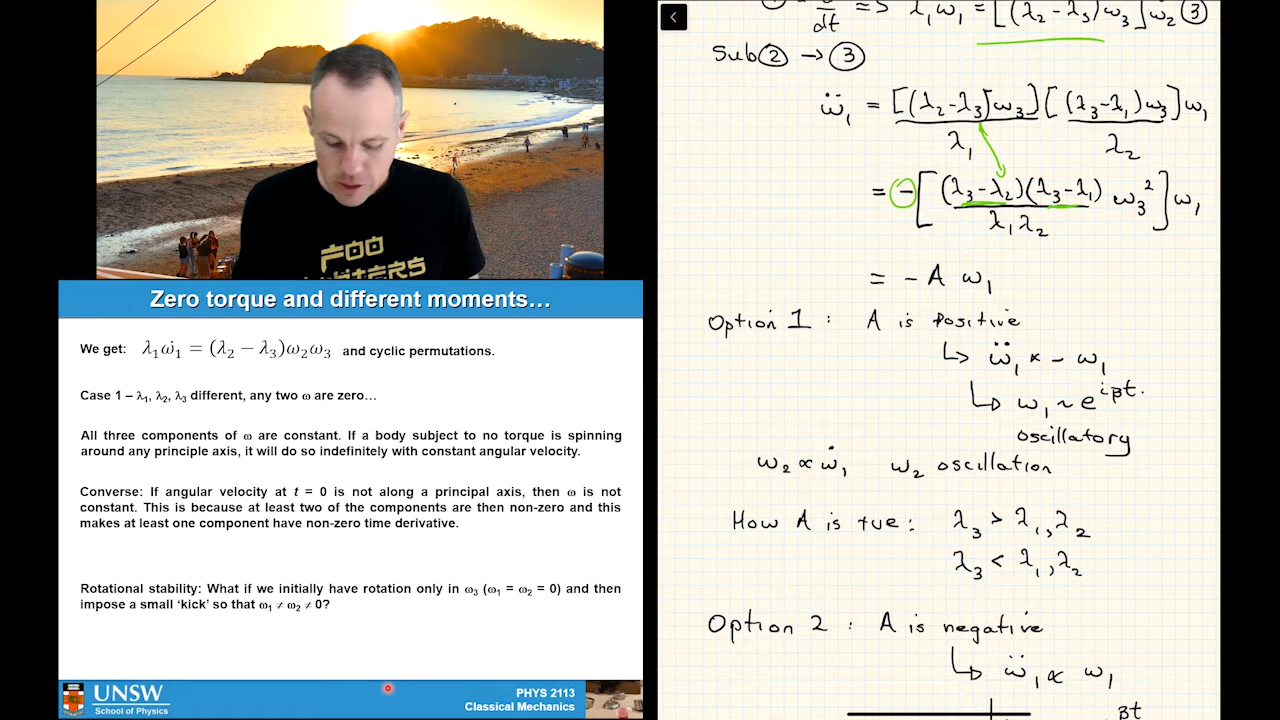 FOO
FIGHTERS
Zero torque and different moments…
We get: λ₁ω̇₁ = (λ₂ − λ₃)ω₂ω₃ and cyclic permutations.
Case 1 – λ₁, λ₂, λ₃ different, any two ω are zero…
All three components of ω are constant. If a body subject to no torque is spinning
around any principle axis, it will do so indefinitely with constant angular velocity.
Converse: If angular velocity at t = 0 is not along a principal axis, then ω is not
constant. This is because at least two of the components are then non-zero and this
makes at least one component have non-zero time derivative.
Rotational stability: What if we initially have rotation only in ω₃ (ω₁ = ω₂ = 0) and then
impose a small ‘kick’ so that ω₁ ≠ ω₂ ≠ 0?
UNSW
School of Physics
PHYS 2113
Classical Mechanics
dt => λ₁ω̈₁ = [(λ₂ − λ₃)ω₃]ω̇₂ ③
Sub ② → ③
ω̈₁ = [(λ₂ − λ₃)ω₃]/λ₁ [(λ₃ − λ₁)ω₃]/λ₂ ω₁
= − [(λ₃ − λ₂)(λ₃ − λ₁)/λ₁λ₂ ω₃²] ω₁
= − A ω₁
Option 1 : A is positive
↳ ω̈₁ ∝ − ω₁
↳ ω₁ ~ e^iβt.
oscillatory
ω₂ ∝ ω̇₁ ω₂ oscillation
How A is +ve : λ₃ > λ₁, λ₂
λ₃ < λ₁, λ₂
Option 2 : A is negative
↳ ω̈₁ ∝ ω₁
βt